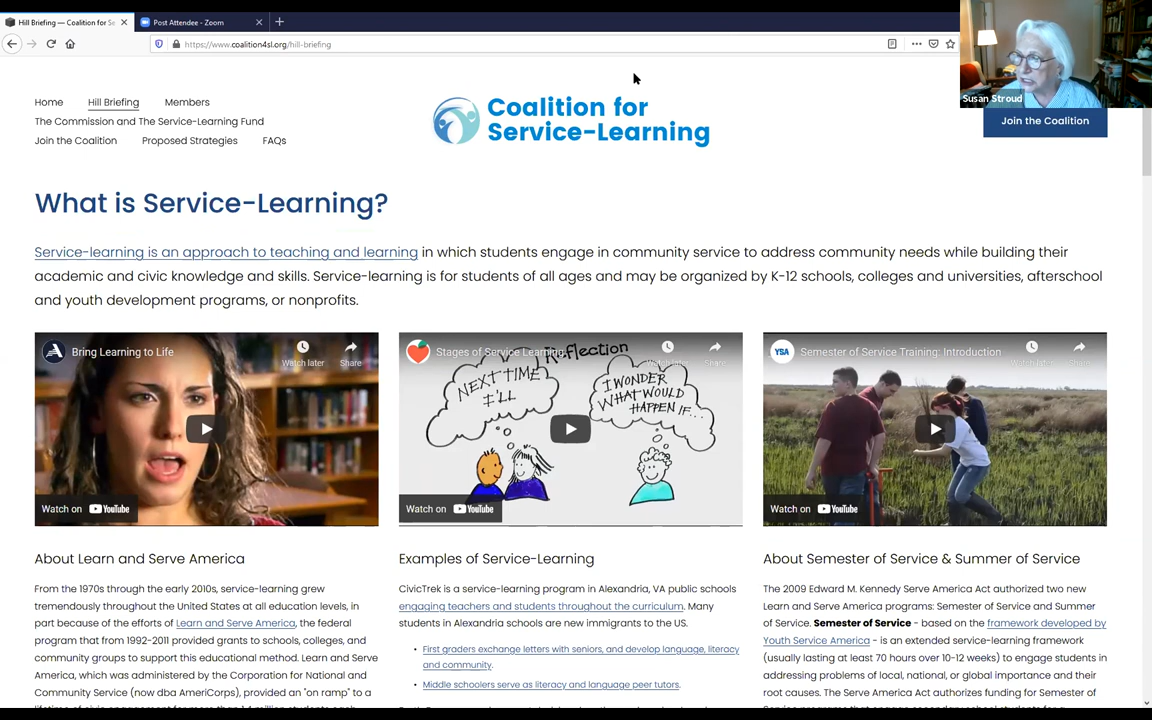 Hill Briefing — Coalition for Se
Post Attendee - Zoom
https://www.coalition4sl.org/hill-briefing
Susan Stroud
Home Hill Briefing Members
The Commission and The Service-Learning Fund
Join the Coalition Proposed Strategies FAQs
Coalition for
Service-Learning
Join the Coalition
What is Service-Learning?
Service-learning is an approach to teaching and learning in which students engage in community service to address community needs while building their
academic and civic knowledge and skills. Service-learning is for students of all ages and may be organized by K-12 schools, colleges and universities, afterschool
and youth development programs, or nonprofits.
Bring Learning to Life
Watch later Share
Watch on YouTube
Stages of Service Learning
Watch later Share
Reflection
NEXT TIME
I'LL
I WONDER
WHAT WOULD
HAPPEN IF...
Watch on YouTube
YSA
Semester of Service Training: Introduction
Watch later Share
Watch on YouTube
About Learn and Serve America
From the 1970s through the early 2010s, service-learning grew
tremendously throughout the United States at all education levels, in
part because of the efforts of Learn and Serve America, the federal
program that from 1992-2011 provided grants to schools, colleges, and
community groups to support this educational method. Learn and Serve
America, which was administered by the Corporation for National and
Community Service (now dba AmeriCorps), provided an "on ramp" to a
Examples of Service-Learning
CivicTrek is a service-learning program in Alexandria, VA public schools
engaging teachers and students throughout the curriculum. Many
students in Alexandria schools are new immigrants to the US.
First graders exchange letters with seniors, and develop language, literacy
and community.
Middle schoolers serve as literacy and language peer tutors.
About Semester of Service & Summer of Service
The 2009 Edward M. Kennedy Serve America Act authorized two new
Learn and Serve America programs: Semester of Service and Summer
of Service. Semester of Service - based on the framework developed by
Youth Service America - is an extended service-learning framework
(usually lasting at least 70 hours over 10-12 weeks) to engage students in
addressing problems of local, national, or global importance and their
root causes. The Serve America Act authorizes funding for Semester of